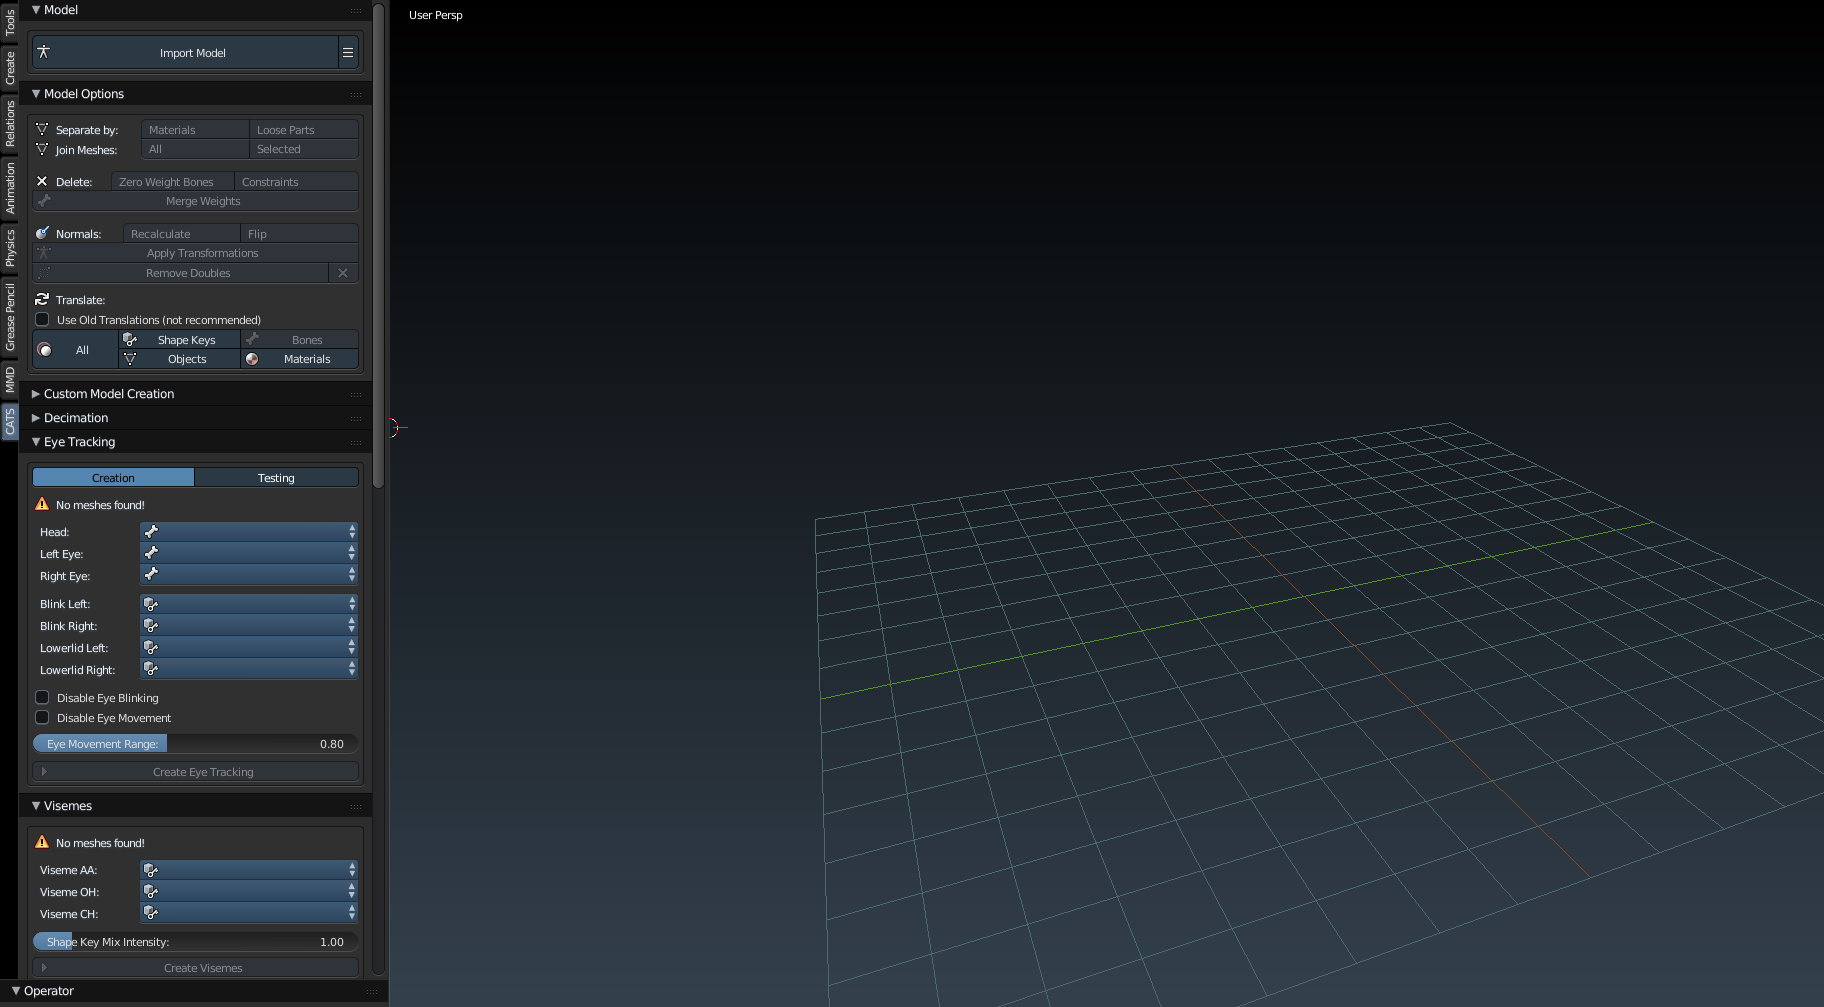 Tools
Create
Relations
Animation
Physics
Grease Pencil
MMD
CATS
Model
Import Model
Model Options
Separate by: Materials Loose Parts
Join Meshes: All Selected
Delete: Zero Weight Bones Constraints
Merge Weights
Normals: Recalculate Flip
Apply Transformations
Remove Doubles
Translate:
Use Old Translations (not recommended)
All Shape Keys Bones
Objects Materials
Custom Model Creation
Decimation
Eye Tracking
Creation Testing
No meshes found!
Head:
Left Eye:
Right Eye:
Blink Left:
Blink Right:
Lowerlid Left:
Lowerlid Right:
Disable Eye Blinking
Disable Eye Movement
Eye Movement Range: 0.80
Create Eye Tracking
Visemes
No meshes found!
Viseme AA:
Viseme OH:
Viseme CH:
Shape Key Mix Intensity: 1.00
Create Visemes
Operator
User Persp